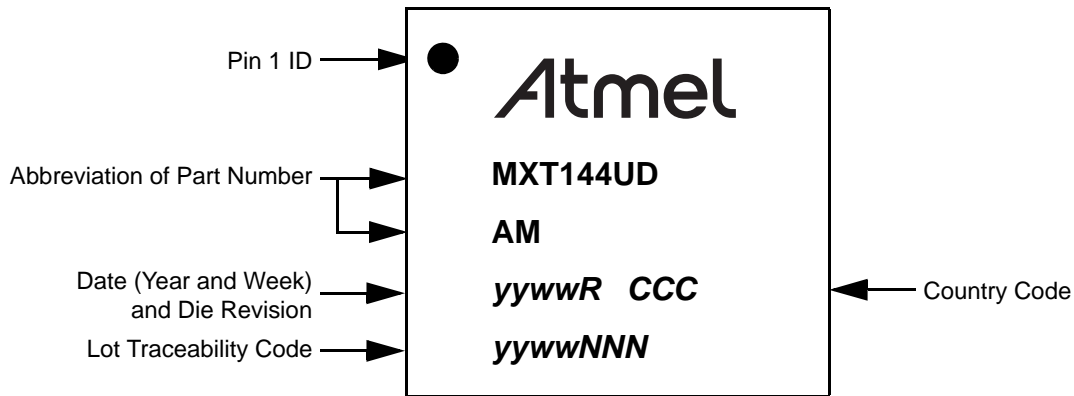 Pin 1 ID
Atmel
Abbreviation of Part Number
MXT144UD
AM
Date (Year and Week)
and Die Revision
yywwR CCC
Country Code
Lot Traceability Code
yywwNNN